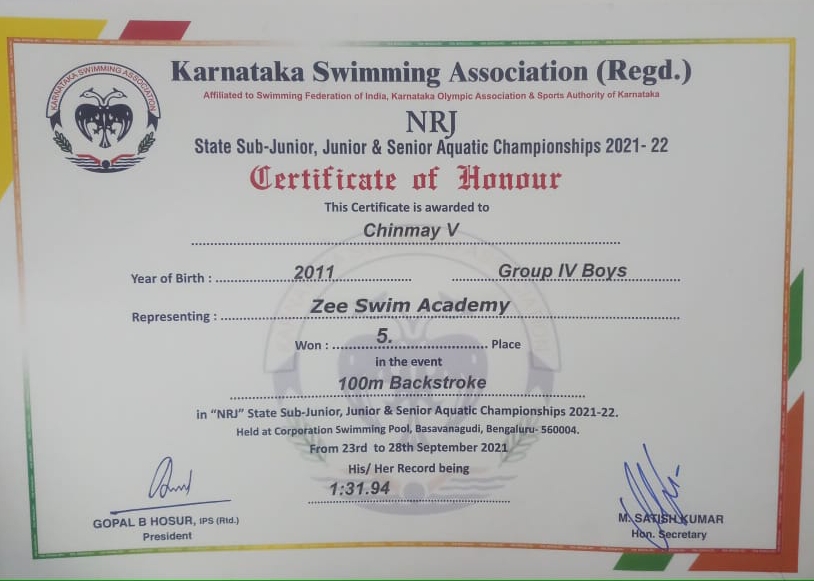 KARNATAKA SWIMMING ASSOCIATION
Karnataka Swimming Association (Regd.)
Affiliated to Swimming Federation of India, Karnataka Olympic Association & Sports Authority of Karnataka
NRJ
State Sub-Junior, Junior & Senior Aquatic Championships 2021- 22
Certificate of Honour
This Certificate is awarded to
Chinmay V
Year of Birth : 2011 Group IV Boys
Representing : Zee Swim Academy
Won : 5. Place
in the event
100m Backstroke
in “NRJ” State Sub-Junior, Junior & Senior Aquatic Championships 2021-22.
Held at Corporation Swimming Pool, Basavanagudi, Bengaluru- 560004.
From 23rd to 28th September 2021
His/ Her Record being
1:31.94
GOPAL B HOSUR, IPS (Rtd.)
President
M. SATISH KUMAR
Hon. Secretary